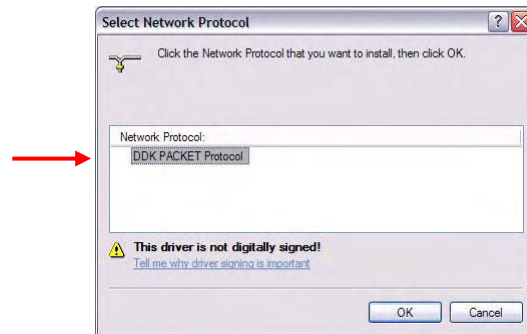 Select Network Protocol
Click the Network Protocol that you want to install, then click OK.
Network Protocol:
DDK PACKET Protocol
This driver is not digitally signed!
Tell me why driver signing is important
OK
Cancel